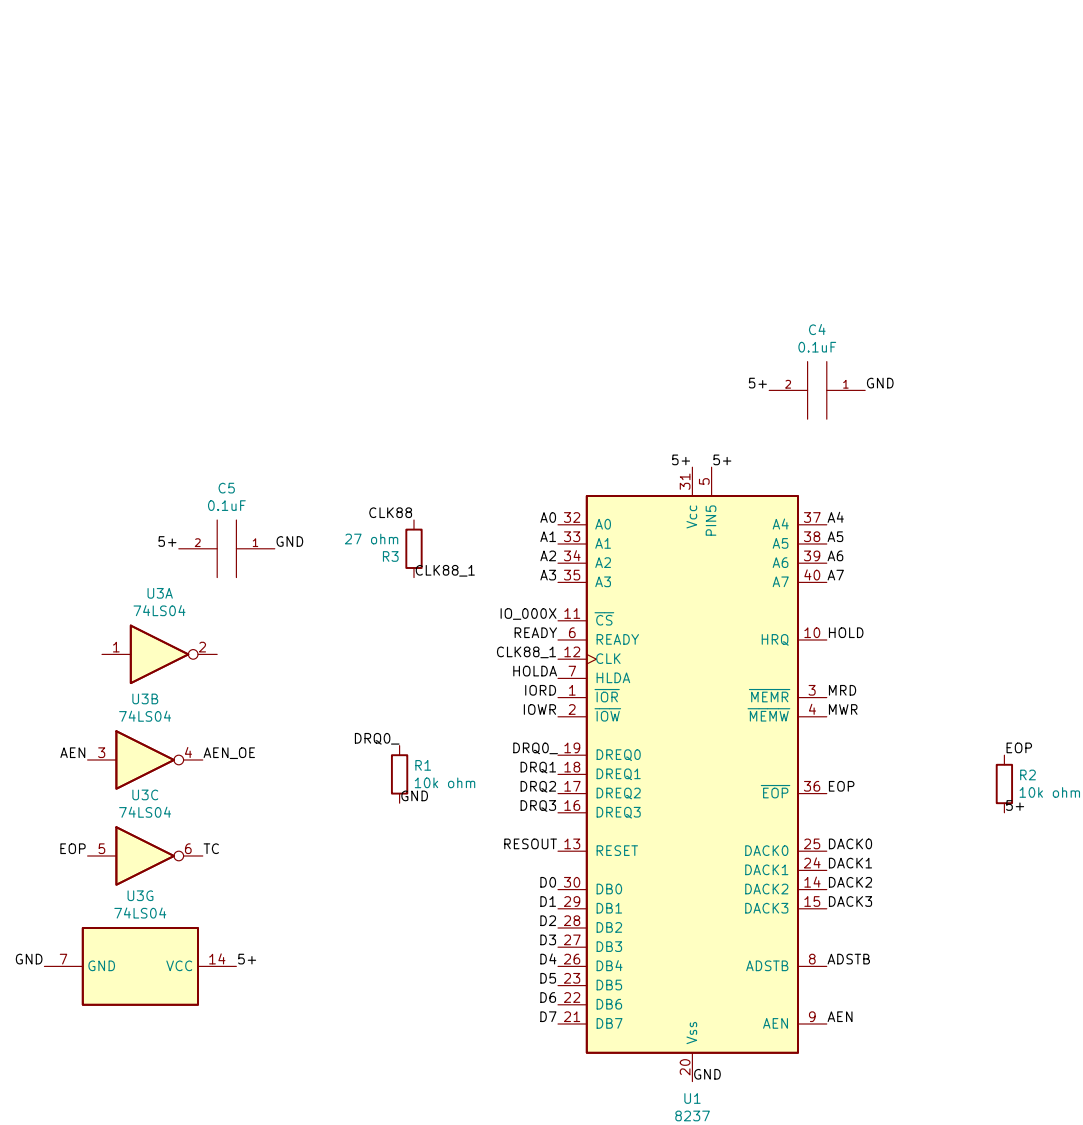 C4
0.1uF
5+ 2 1 GND
5+ 5+
31 5
Vcc PIN5
C5
0.1uF
5+ 2 1 GND
CLK88
27 ohm
R3
CLK88_1
U3A
74LS04
1 2
U3B
74LS04
AEN 3 4 AEN_OE
U3C
74LS04
EOP 5 6 TC
U3G
74LS04
GND 7 GND VCC 14 5+
DRQ0_
R1
10k ohm
GND
A0 32 A0 A4 37 A4
A1 33 A1 A5 38 A5
A2 34 A2 A6 39 A6
A3 35 A3 A7 40 A7
IO_000X 11 CS
READY 6 READY HRQ 10 HOLD
CLK88_1 12 CLK
HOLDA 7 HLDA
IORD 1 IOR MEMR 3 MRD
IOWR 2 IOW MEMW 4 MWR
DRQ0_ 19 DREQ0
DRQ1 18 DREQ1
DRQ2 17 DREQ2 EOP 36 EOP
DRQ3 16 DREQ3
RESOUT 13 RESET DACK0 25 DACK0
DACK1 24 DACK1
D0 30 DB0 DACK2 14 DACK2
D1 29 DB1 DACK3 15 DACK3
D2 28 DB2
D3 27 DB3
D4 26 DB4 ADSTB 8 ADSTB
D5 23 DB5
D6 22 DB6
D7 21 DB7 AEN 9 AEN
Vss
20
GND
U1
8237
EOP
R2
10k ohm
5+